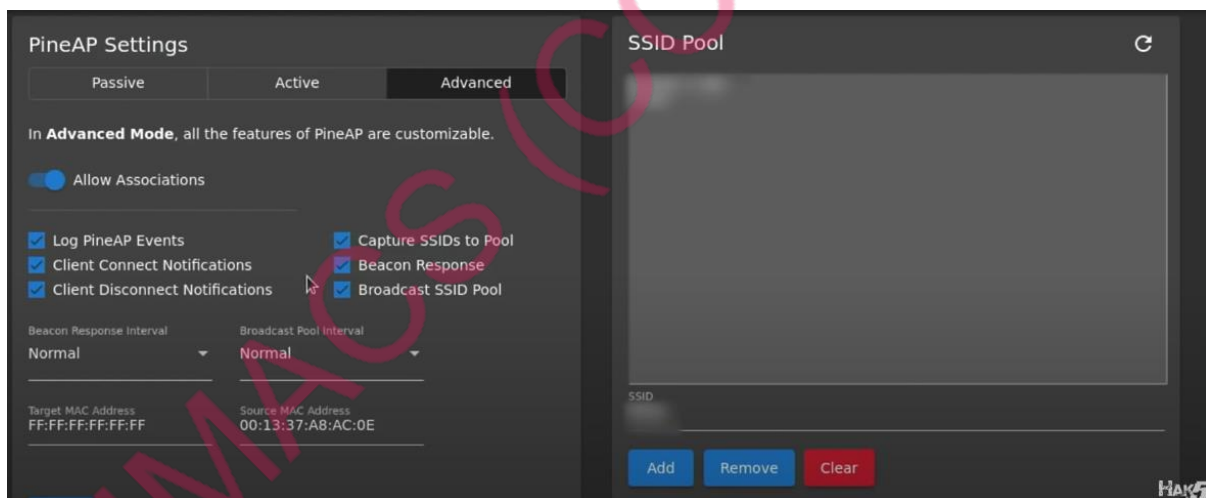 PineAP Settings
Passive Active Advanced
In Advanced Mode, all the features of PineAP are customizable.
Allow Associations
Log PineAP Events Capture SSIDs to Pool
Client Connect Notifications Beacon Response
Client Disconnect Notifications Broadcast SSID Pool
Beacon Response Interval Broadcast Pool Interval
Normal Normal
Target MAC Address Source MAC Address
FF:FF:FF:FF:FF:FF 00:13:37:A8:AC:0E
SSID Pool
SSID
Add Remove Clear
HAK5
IMACS (CO